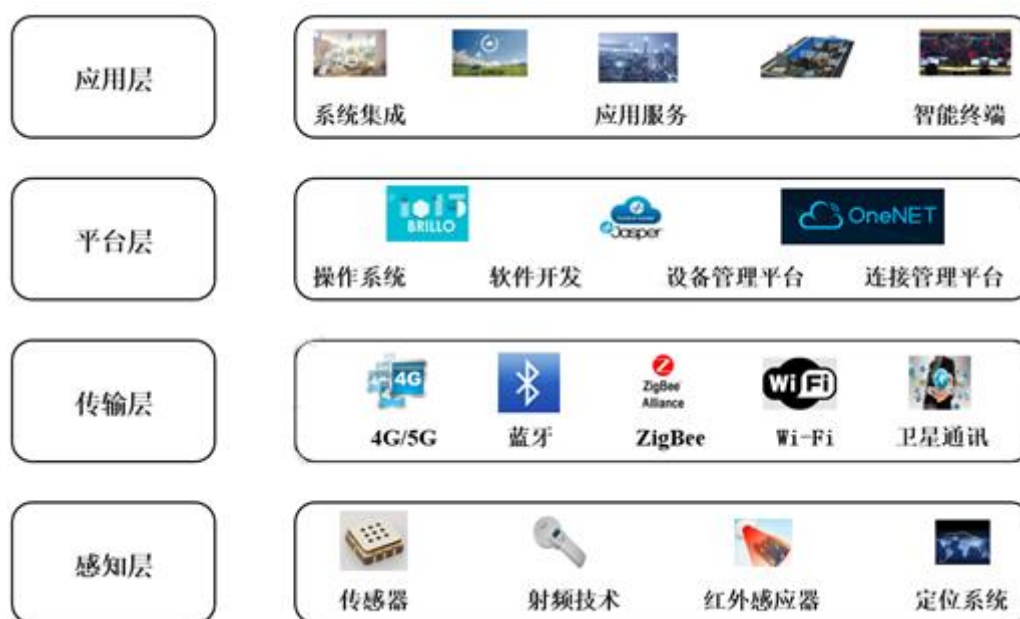 应用层
系统集成 应用服务 智能终端
平台层
BRILLO
Jasper
OneNET
操作系统 软件开发 设备管理平台 连接管理平台
传输层
4G
ZigBee
Alliance
Wi Fi
4G/5G 蓝牙 ZigBee Wi-Fi 卫星通讯
感知层
传感器 射频技术 红外感应器 定位系统